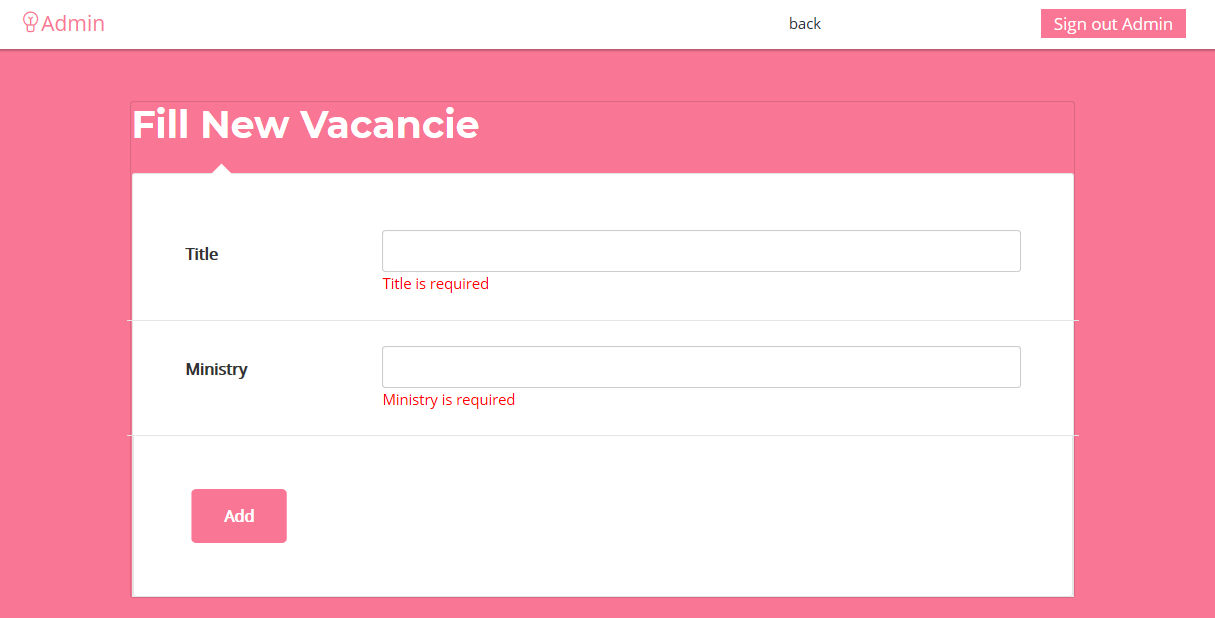 Admin
back
Sign out Admin
Fill New Vacancie
Title
Title is required
Ministry
Ministry is required
Add